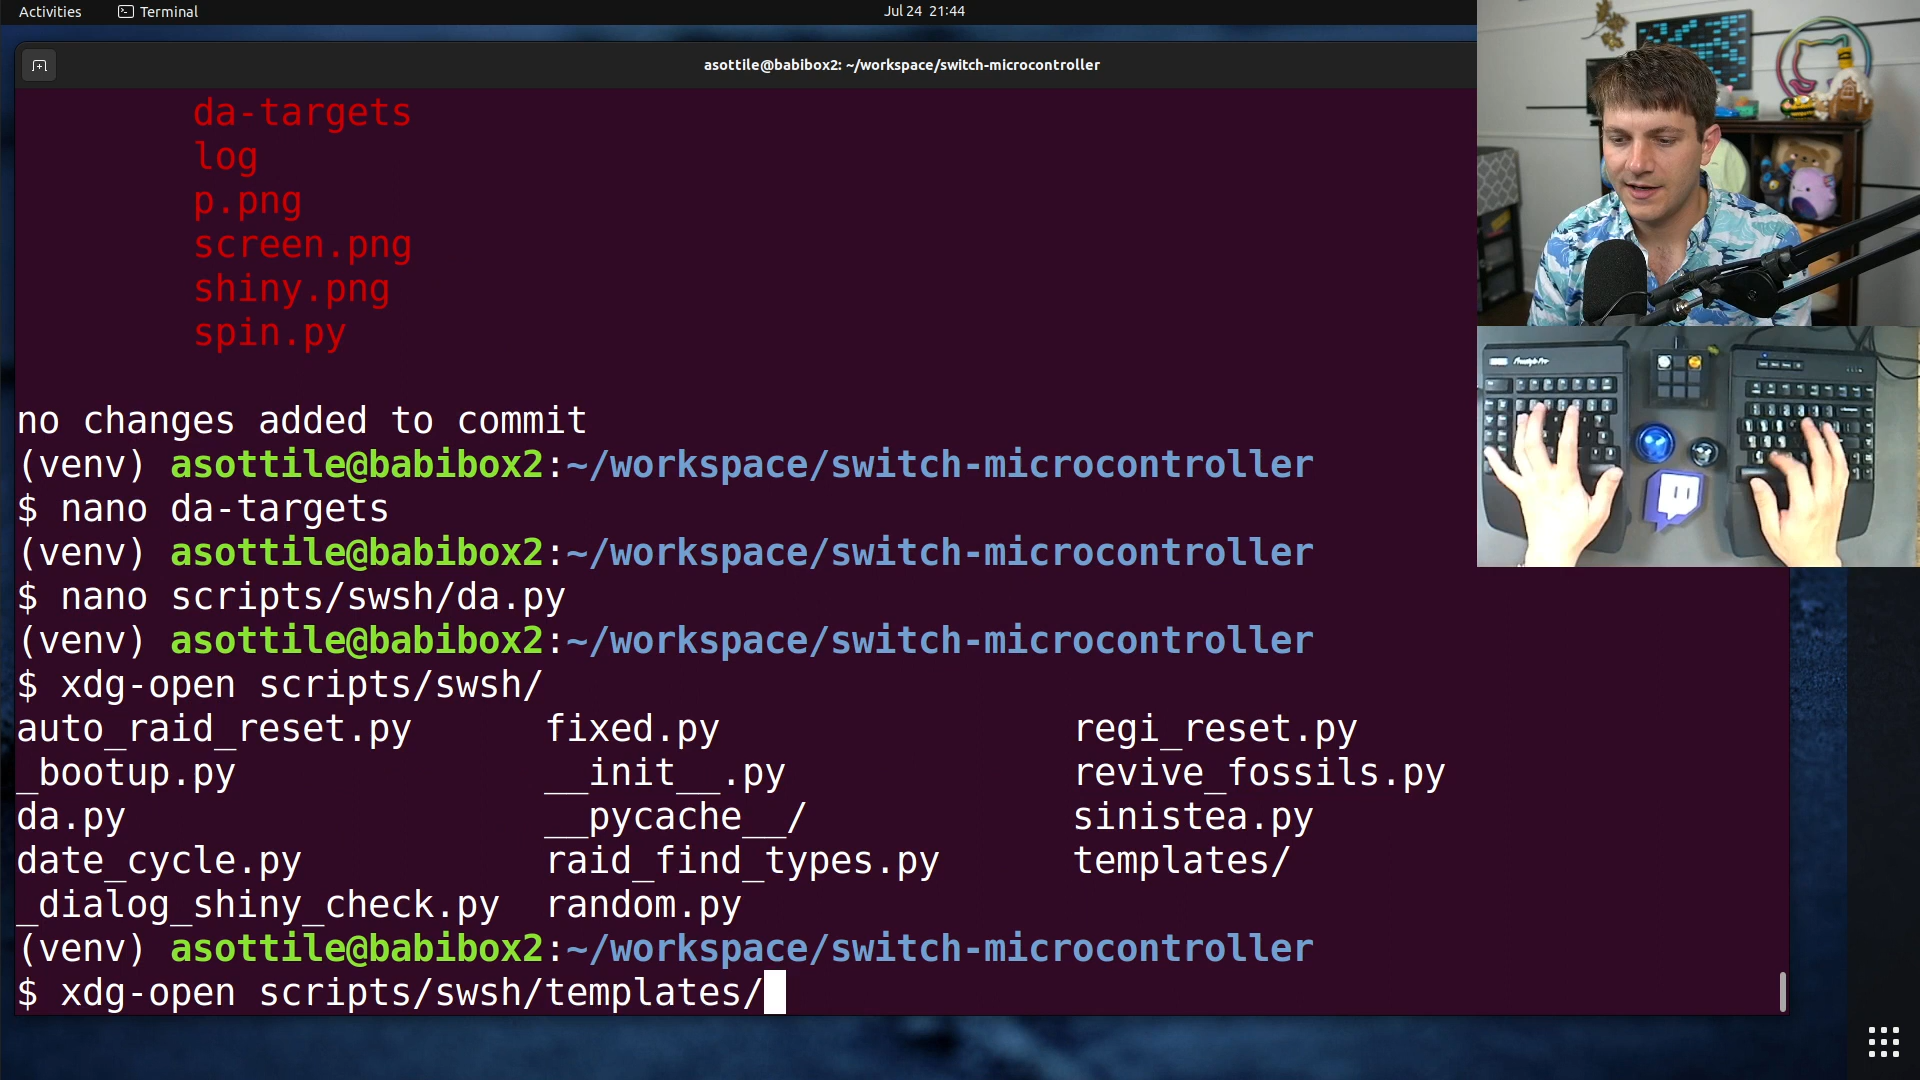 Activities
Terminal
Jul 24 21:44
asottile@babibox2: ~/workspace/switch-microcontroller
da-targets
log
p.png
screen.png
shiny.png
spin.py
no changes added to commit
(venv) asottile@babibox2:~/workspace/switch-microcontroller
$ nano da-targets
(venv) asottile@babibox2:~/workspace/switch-microcontroller
$ nano scripts/swsh/da.py
(venv) asottile@babibox2:~/workspace/switch-microcontroller
$ xdg-open scripts/swsh/
auto_raid_reset.py fixed.py regi_reset.py
_bootup.py __init__.py revive_fossils.py
da.py __pycache__/ sinistea.py
date_cycle.py raid_find_types.py templates/
_dialog_shiny_check.py random.py
(venv) asottile@babibox2:~/workspace/switch-microcontroller
$ xdg-open scripts/swsh/templates/